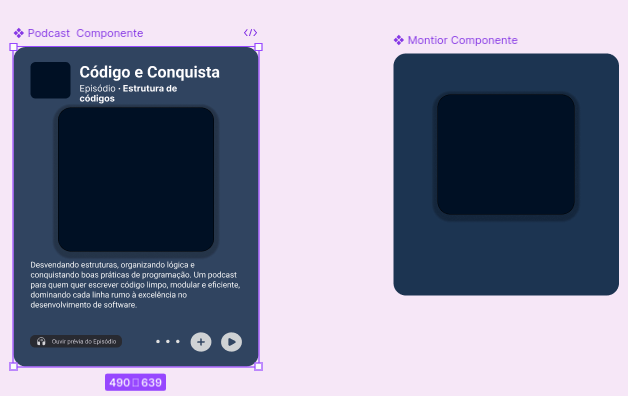 Podcast Componente
</>
Montior Componente
Código e Conquista
Episódio · Estrutura de
códigos
Desvendando estruturas, organizando lógica e
conquistando boas práticas de programação. Um podcast
para quem quer escrever código limpo, modular e eficiente,
dominando cada linha rumo à excelência no
desenvolvimento de software.
Ouvir prévia do Episódio
490 639